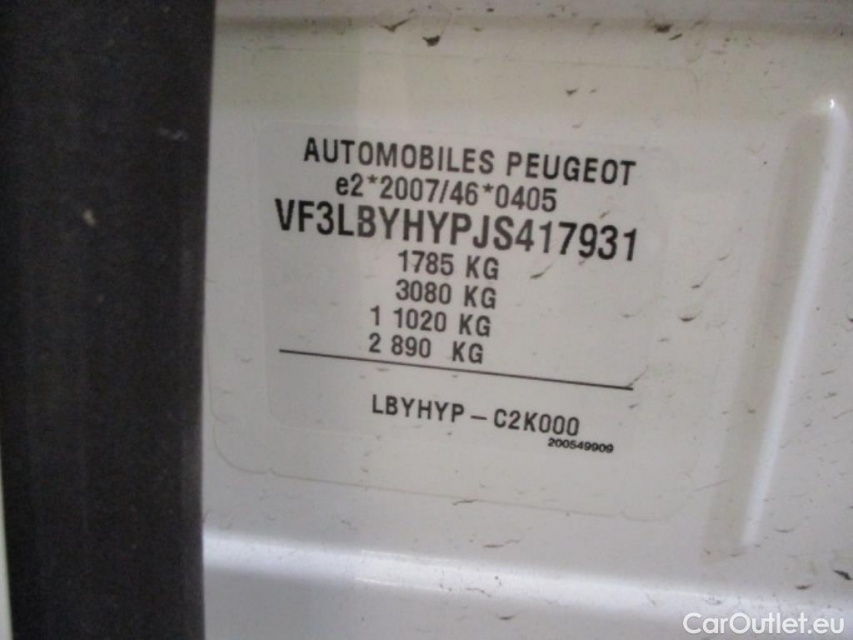 AUTOMOBILES PEUGEOT
e2*2007/46*0405
VF3LBYHYPJS417931
1785 KG
3080 KG
1 1020 KG
2 890 KG
LBYHYP-C2K000
200549909
CarOutlet.eu